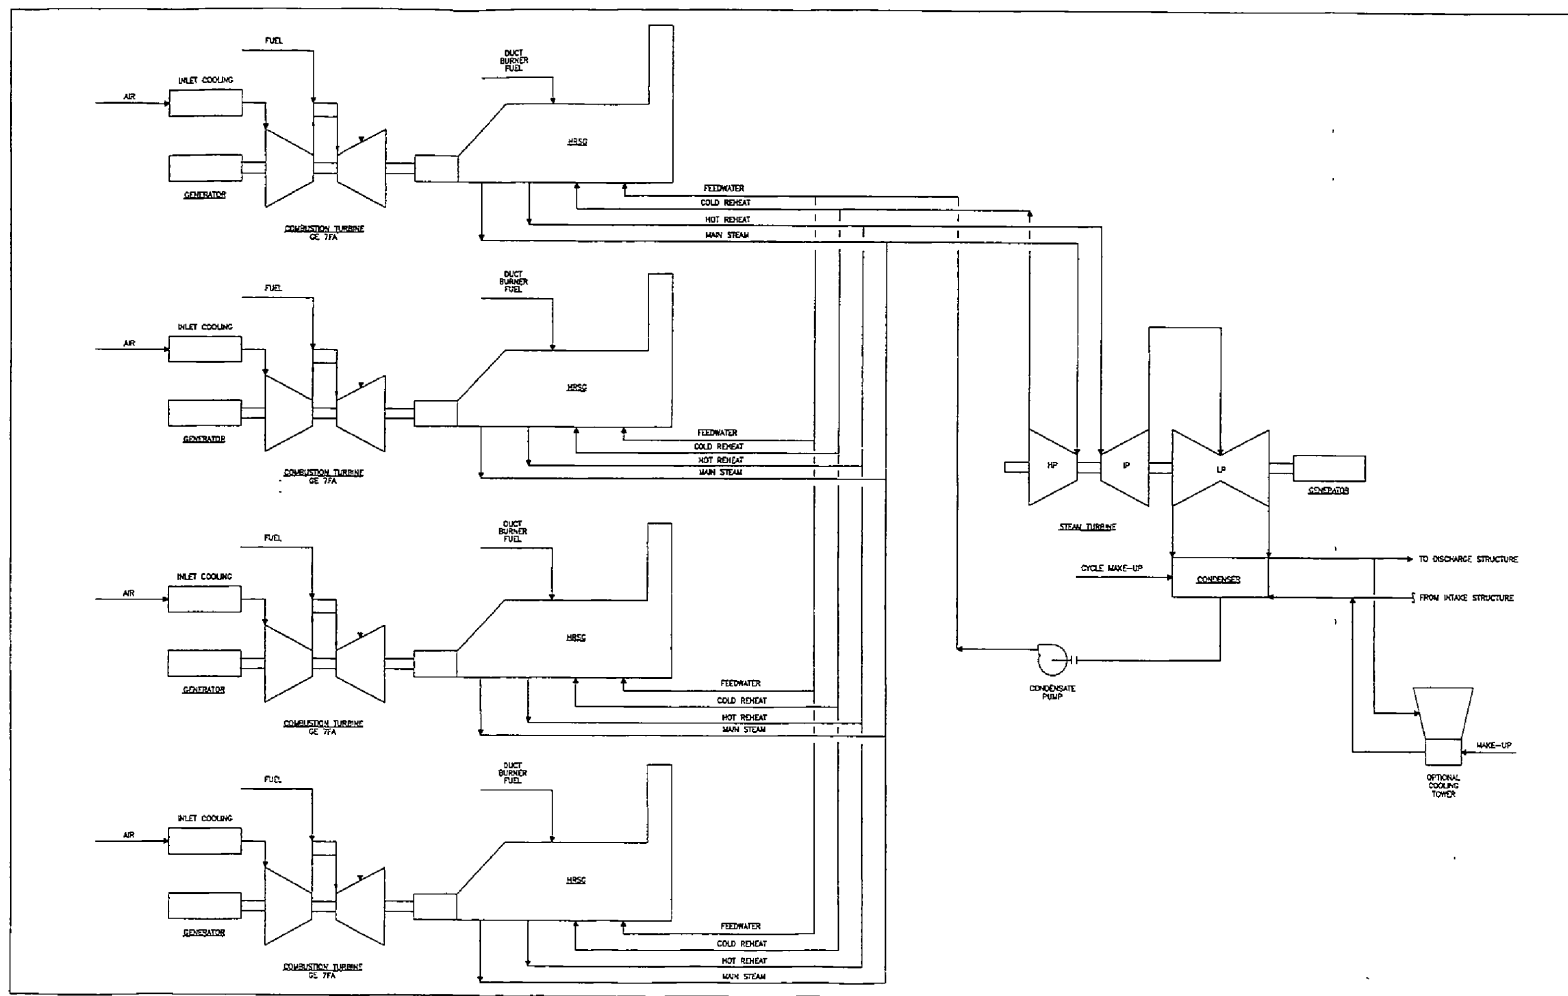 FUEL
DUCT
BURNER
FUEL
INLET COOLING
AIR
HRSG
GENERATOR
COMBUSTION TURBINE
GE 7FA
FEEDWATER
COLD REHEAT
HOT REHEAT
MAIN STEAM
FUEL
DUCT
BURNER
FUEL
INLET COOLING
AIR
HRSG
GENERATOR
COMBUSTION TURBINE
GE 7FA
FEEDWATER
COLD REHEAT
HOT REHEAT
MAIN STEAM
FUEL
DUCT
BURNER
FUEL
INLET COOLING
AIR
HRSG
GENERATOR
COMBUSTION TURBINE
GE 7FA
FEEDWATER
COLD REHEAT
HOT REHEAT
MAIN STEAM
FUEL
DUCT
BURNER
FUEL
INLET COOLING
AIR
HRSG
GENERATOR
COMBUSTION TURBINE
GE 7FA
FEEDWATER
COLD REHEAT
HOT REHEAT
MAIN STEAM
HP
IP
LP
GENERATOR
STEAM TURBINE
CYCLE MAKE-UP
CONDENSER
TO DISCHARGE STRUCTURE
FROM INTAKE STRUCTURE
CONDENSATE
PUMP
MAKE-UP
OPTIONAL
COOLING
TOWER